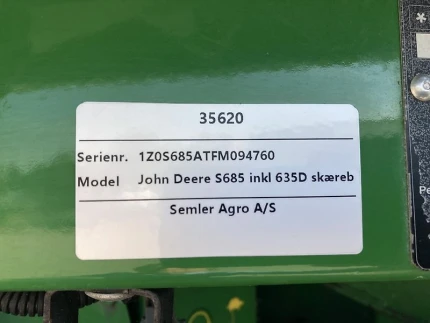 35620
Serienr. 1Z0S685ATFM094760
Model John Deere S685 inkl 635D skæreb
Semler Agro A/S